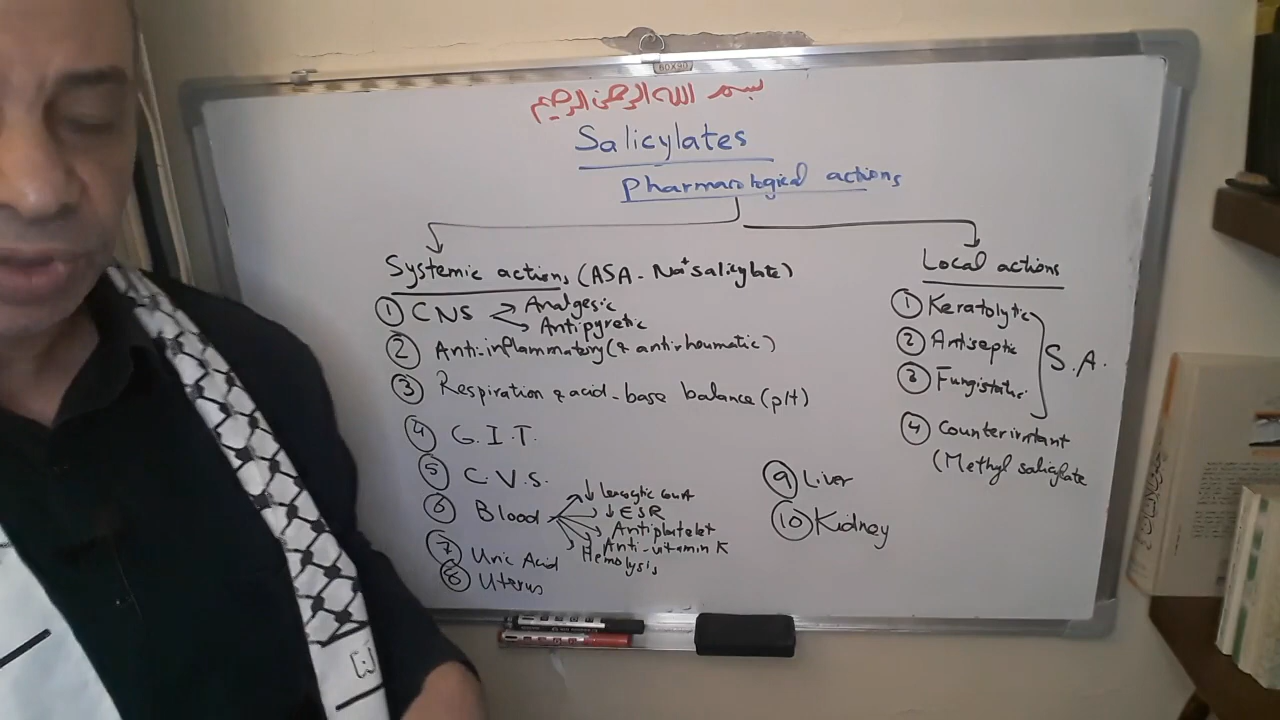 60X90
بسم الله الرحمن الرحيم
Salicylates
pharmacological actions
Systemic actions (ASA - Na⁺ salicylate)
① CNS
Analgesic
Antipyretic
② Anti-inflammatory (& antirheumatic)
③ Respiration & acid-base balance (pH)
④ G.I.T.
⑤ C.V.S.
⑥ Blood
↓ Leucocytic count
↓ ESR
Antiplatelet
Anti-vitamin K
Hemolysis
⑦ Uric Acid
⑧ Uterus
⑨ Liver
⑩ Kidney
Local actions
① Keratolytic
② Antiseptic
③ Fungistatic
S.A.
④ Counterirritant
(Methyl salicylate